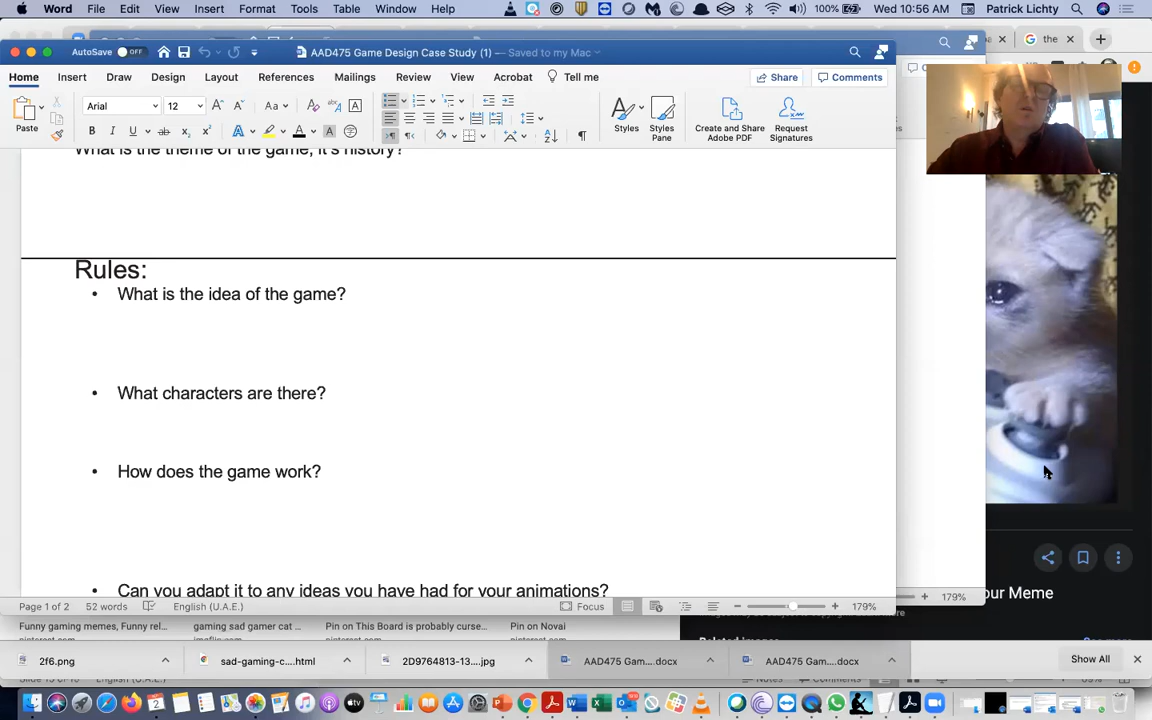 Word File Edit View Insert Format Tools Table Window Help
100% Wed 10:56 AM Patrick Lichty
AutoSave OFF AAD475 Game Design Case Study (1) — Saved to my Mac
the
Home Insert Draw Design Layout References Mailings Review View Acrobat Tell me Share Comments
Paste Arial 12 Styles Styles Pane Create and Share Adobe PDF Request Signatures
What is the theme of the game, it's history?
Rules:
• What is the idea of the game?
• What characters are there?
• How does the game work?
• Can you adapt it to any ideas you have had for your animations?
our Meme
Page 1 of 2 52 words English (U.A.E.) Focus 179%
179%
Funny gaming memes, Funny rel... gaming sad gamer cat ... Pin on This Board is probably curse... Pin on Novai
pinterest.com
2f6.png sad-gaming-c....html 2D9764813-13....jpg AAD475 Gam....docx AAD475 Gam....docx Show All